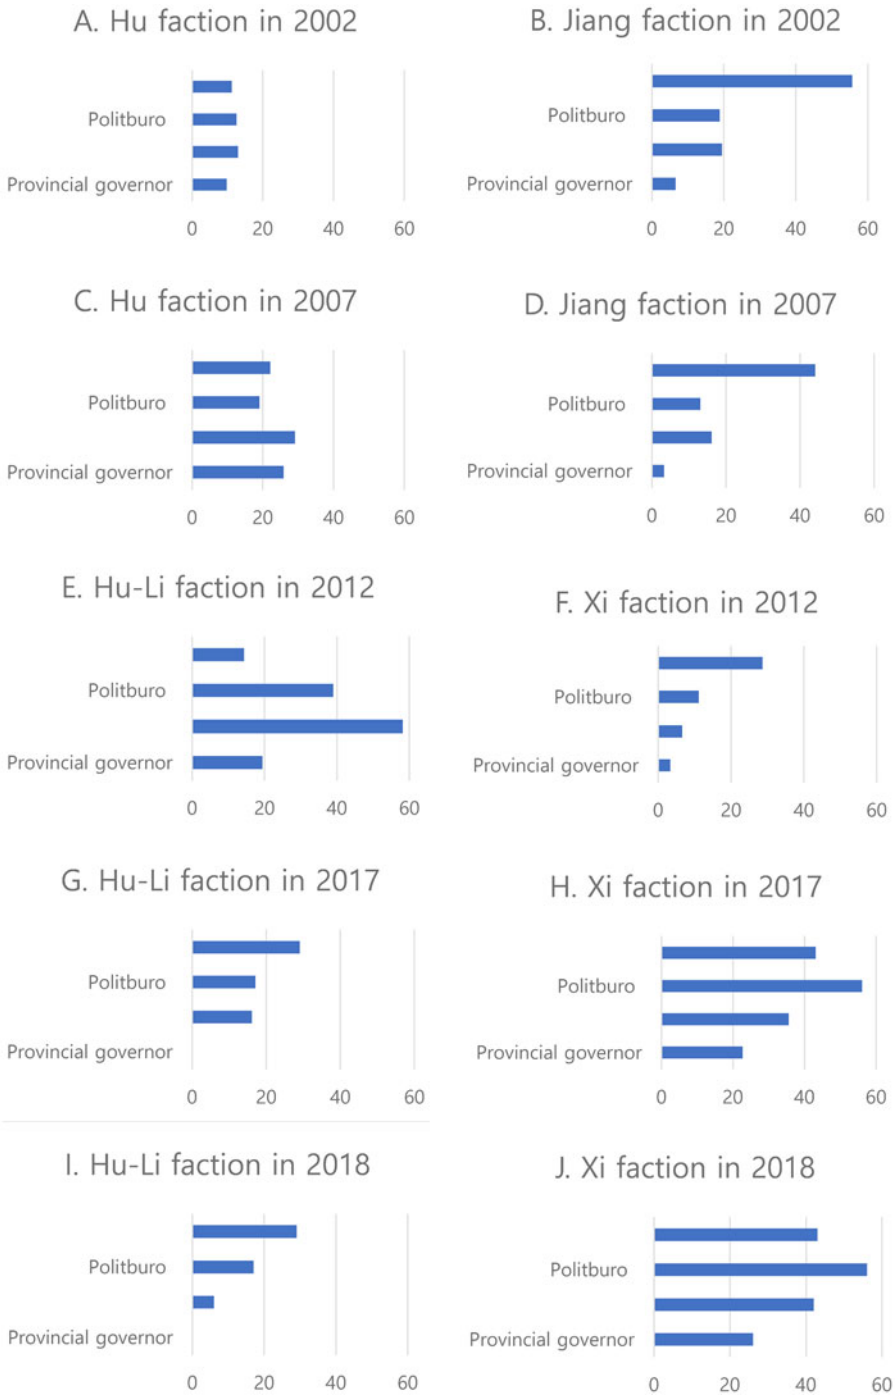 A. Hu faction in 2002
Politburo
Provincial governor
0 20 40 60
B. Jiang faction in 2002
Politburo
Provincial governor
0 20 40 60
C. Hu faction in 2007
Politburo
Provincial governor
0 20 40 60
D. Jiang faction in 2007
Politburo
Provincial governor
0 20 40 60
E. Hu-Li faction in 2012
Politburo
Provincial governor
0 20 40 60
F. Xi faction in 2012
Politburo
Provincial governor
0 20 40 60
G. Hu-Li faction in 2017
Politburo
Provincial governor
0 20 40 60
H. Xi faction in 2017
Politburo
Provincial governor
0 20 40 60
I. Hu-Li faction in 2018
Politburo
Provincial governor
0 20 40 60
J. Xi faction in 2018
Politburo
Provincial governor
0 20 40 60